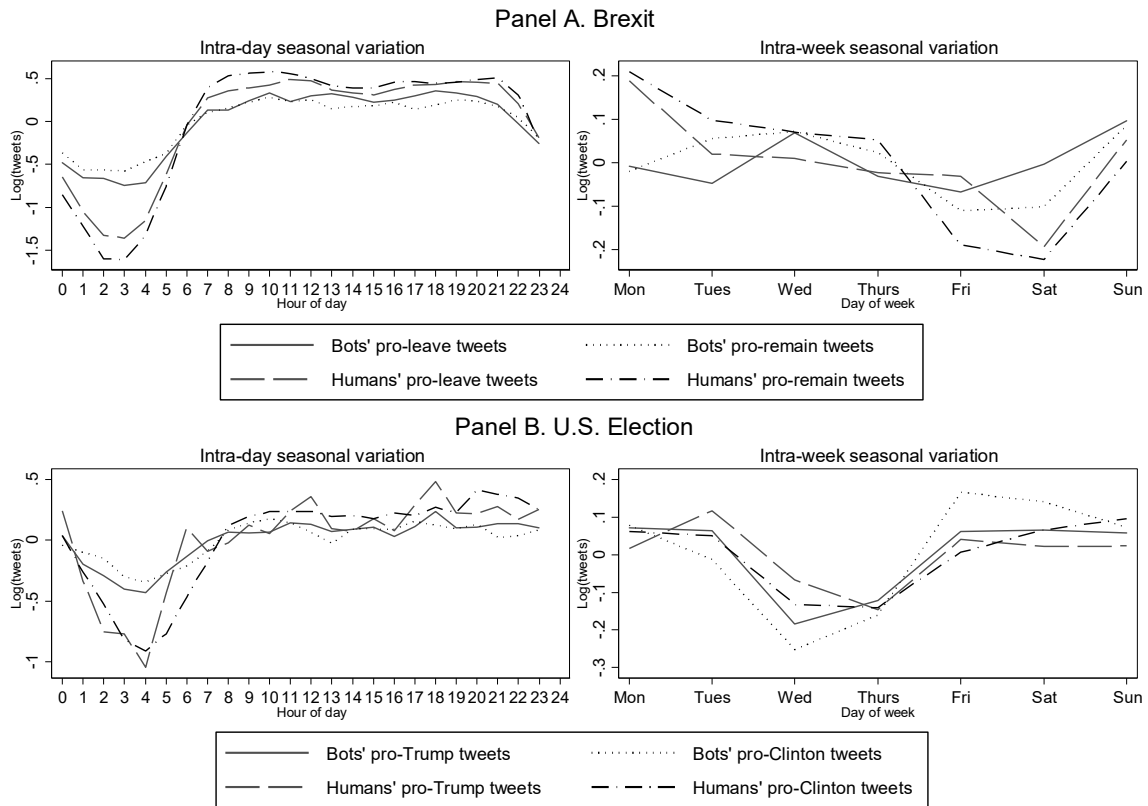 Panel A. Brexit
Intra-day seasonal variation
Log(tweets)
.5
0
-.5
-1
-1.5
0 1 2 3 4 5 6 7 8 9 10 11 12 13 14 15 16 17 18 19 20 21 22 23 24
Hour of day
Intra-week seasonal variation
Log(tweets)
.2
.1
0
-.1
-.2
Mon Tues Wed Thurs Fri Sat Sun
Day of week
Bots' pro-leave tweets Bots' pro-remain tweets
Humans' pro-leave tweets Humans' pro-remain tweets
Panel B. U.S. Election
Intra-day seasonal variation
Log(tweets)
.5
0
-.5
-1
0 1 2 3 4 5 6 7 8 9 10 11 12 13 14 15 16 17 18 19 20 21 22 23 24
Hour of day
Intra-week seasonal variation
Log(tweets)
.2
.1
0
-.1
-.2
-.3
Mon Tues Wed Thurs Fri Sat Sun
Day of week
Bots' pro-Trump tweets Bots' pro-Clinton tweets
Humans' pro-Trump tweets Humans' pro-Clinton tweets